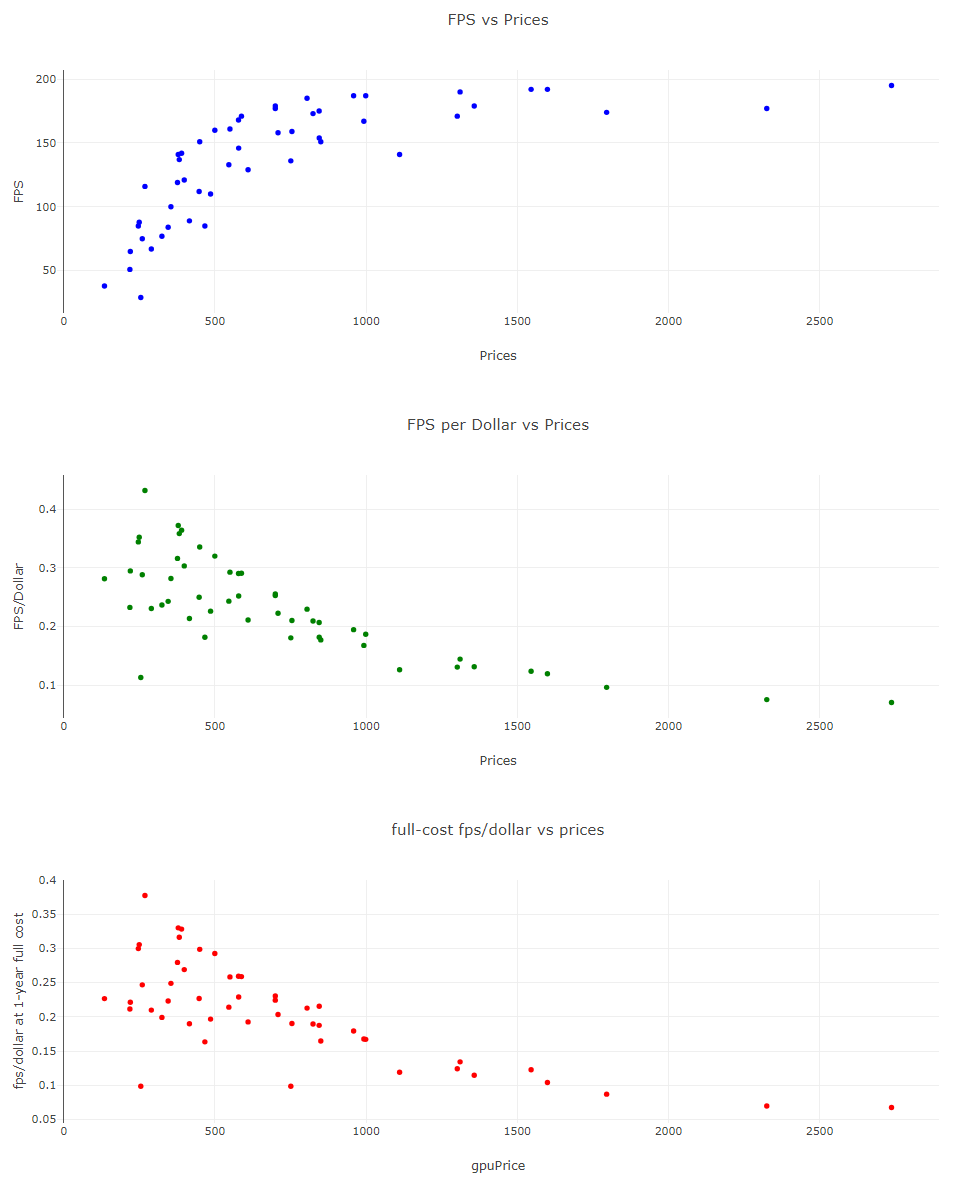 FPS vs Prices
200
150
100
50
FPS
0 500 1000 1500 2000 2500
Prices
FPS per Dollar vs Prices
0.4
0.3
0.2
0.1
FPS/Dollar
0 500 1000 1500 2000 2500
Prices
full-cost fps/dollar vs prices
0.4
0.35
0.3
0.25
0.2
0.15
0.1
0.05
fps/dollar at 1-year full cost
0 500 1000 1500 2000 2500
gpuPrice